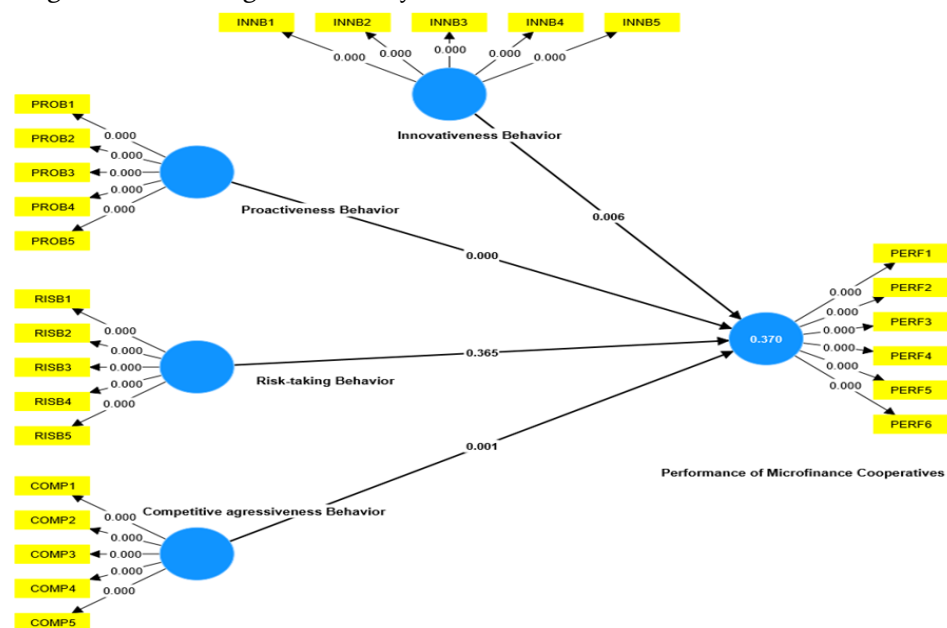 INNB1 INNB2 INNB3 INNB4 INNB5
0.000 0.000 0.000 0.000 0.000
Innovativeness Behavior
PROB1
PROB2
PROB3
PROB4
PROB5
0.000
0.000
0.000
0.000
0.000
Proactiveness Behavior
0.006
0.000
RISB1
RISB2
RISB3
RISB4
RISB5
0.000
0.000
0.000
0.000
0.000
Risk-taking Behavior
0.365
COMP1
COMP2
COMP3
COMP4
COMP5
0.000
0.000
0.000
0.000
0.000
Competitive agressiveness Behavior
0.001
0.370
PERF1
PERF2
PERF3
PERF4
PERF5
PERF6
0.000
0.000
0.000
0.000
0.000
0.000
Performance of Microfinance Cooperatives